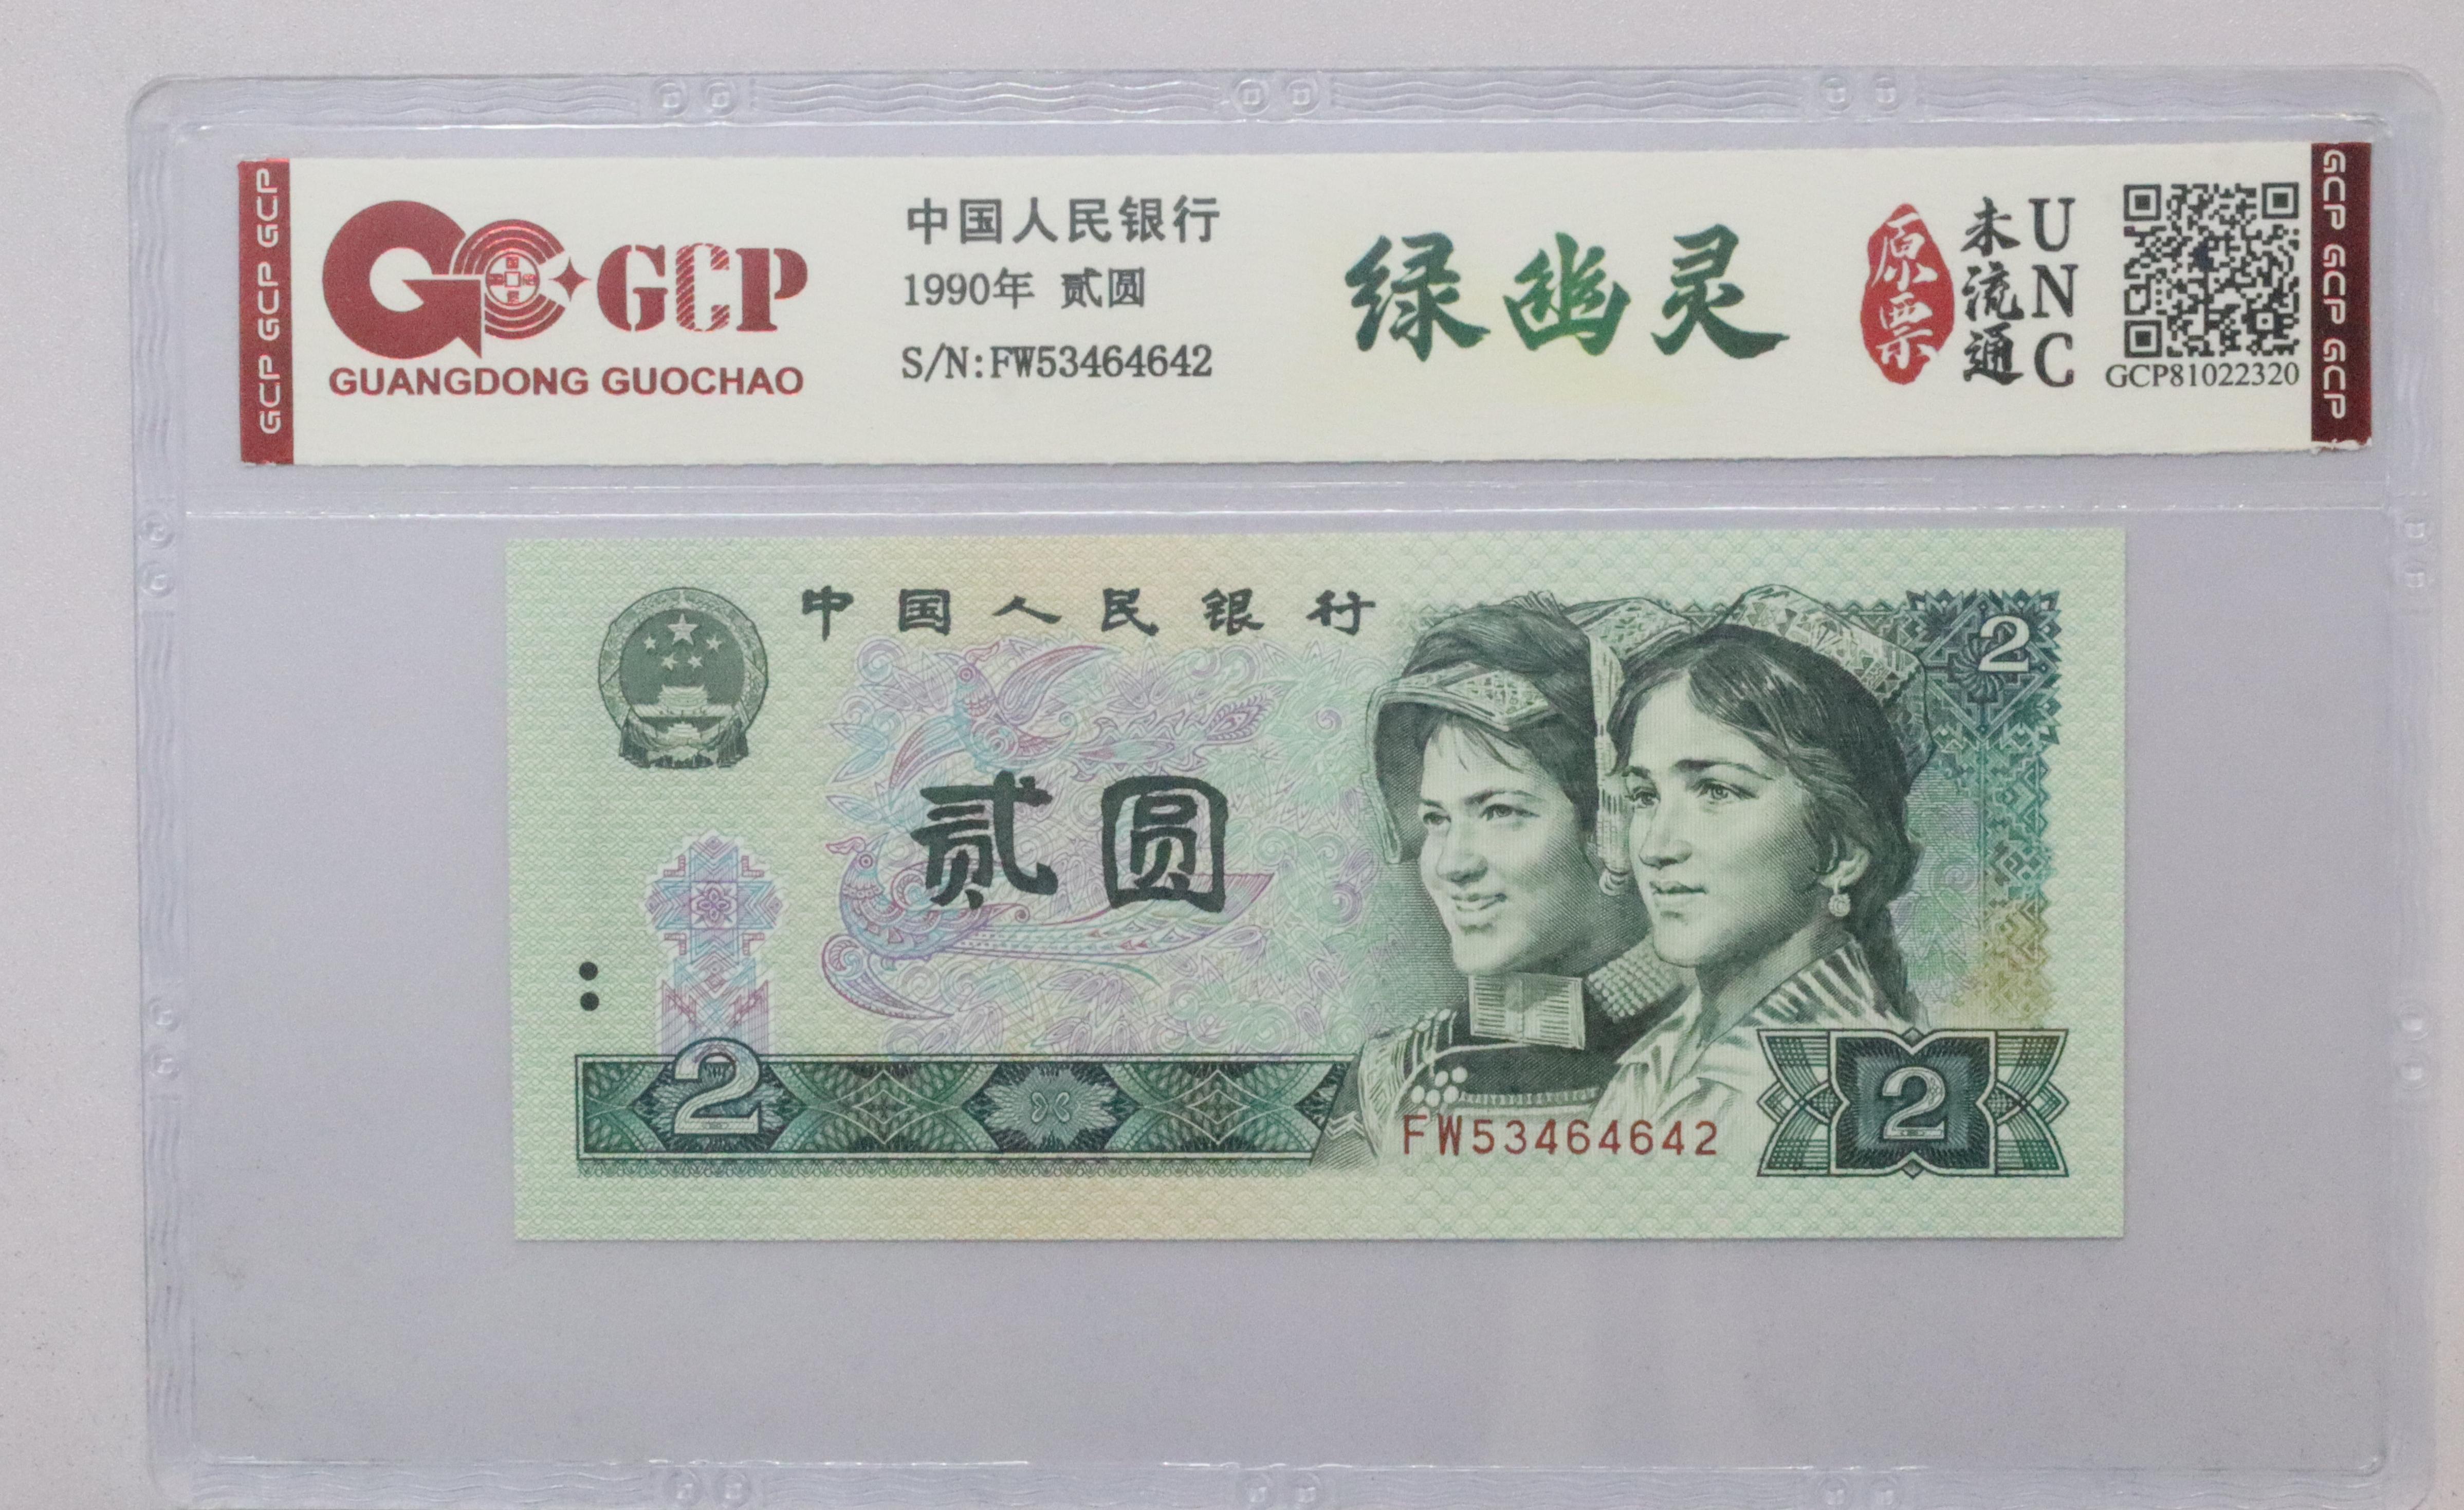 GCP GCP GCP
GCP
GUANGDONG GUOCHAO
中国人民银行
1990年 贰圆
S/N:FW53464642
绿幽灵
原票
未流通
UNC
GCP81022320
GCP GCP GCP
中国人民银行
2
贰圆
2
FW53464642
2